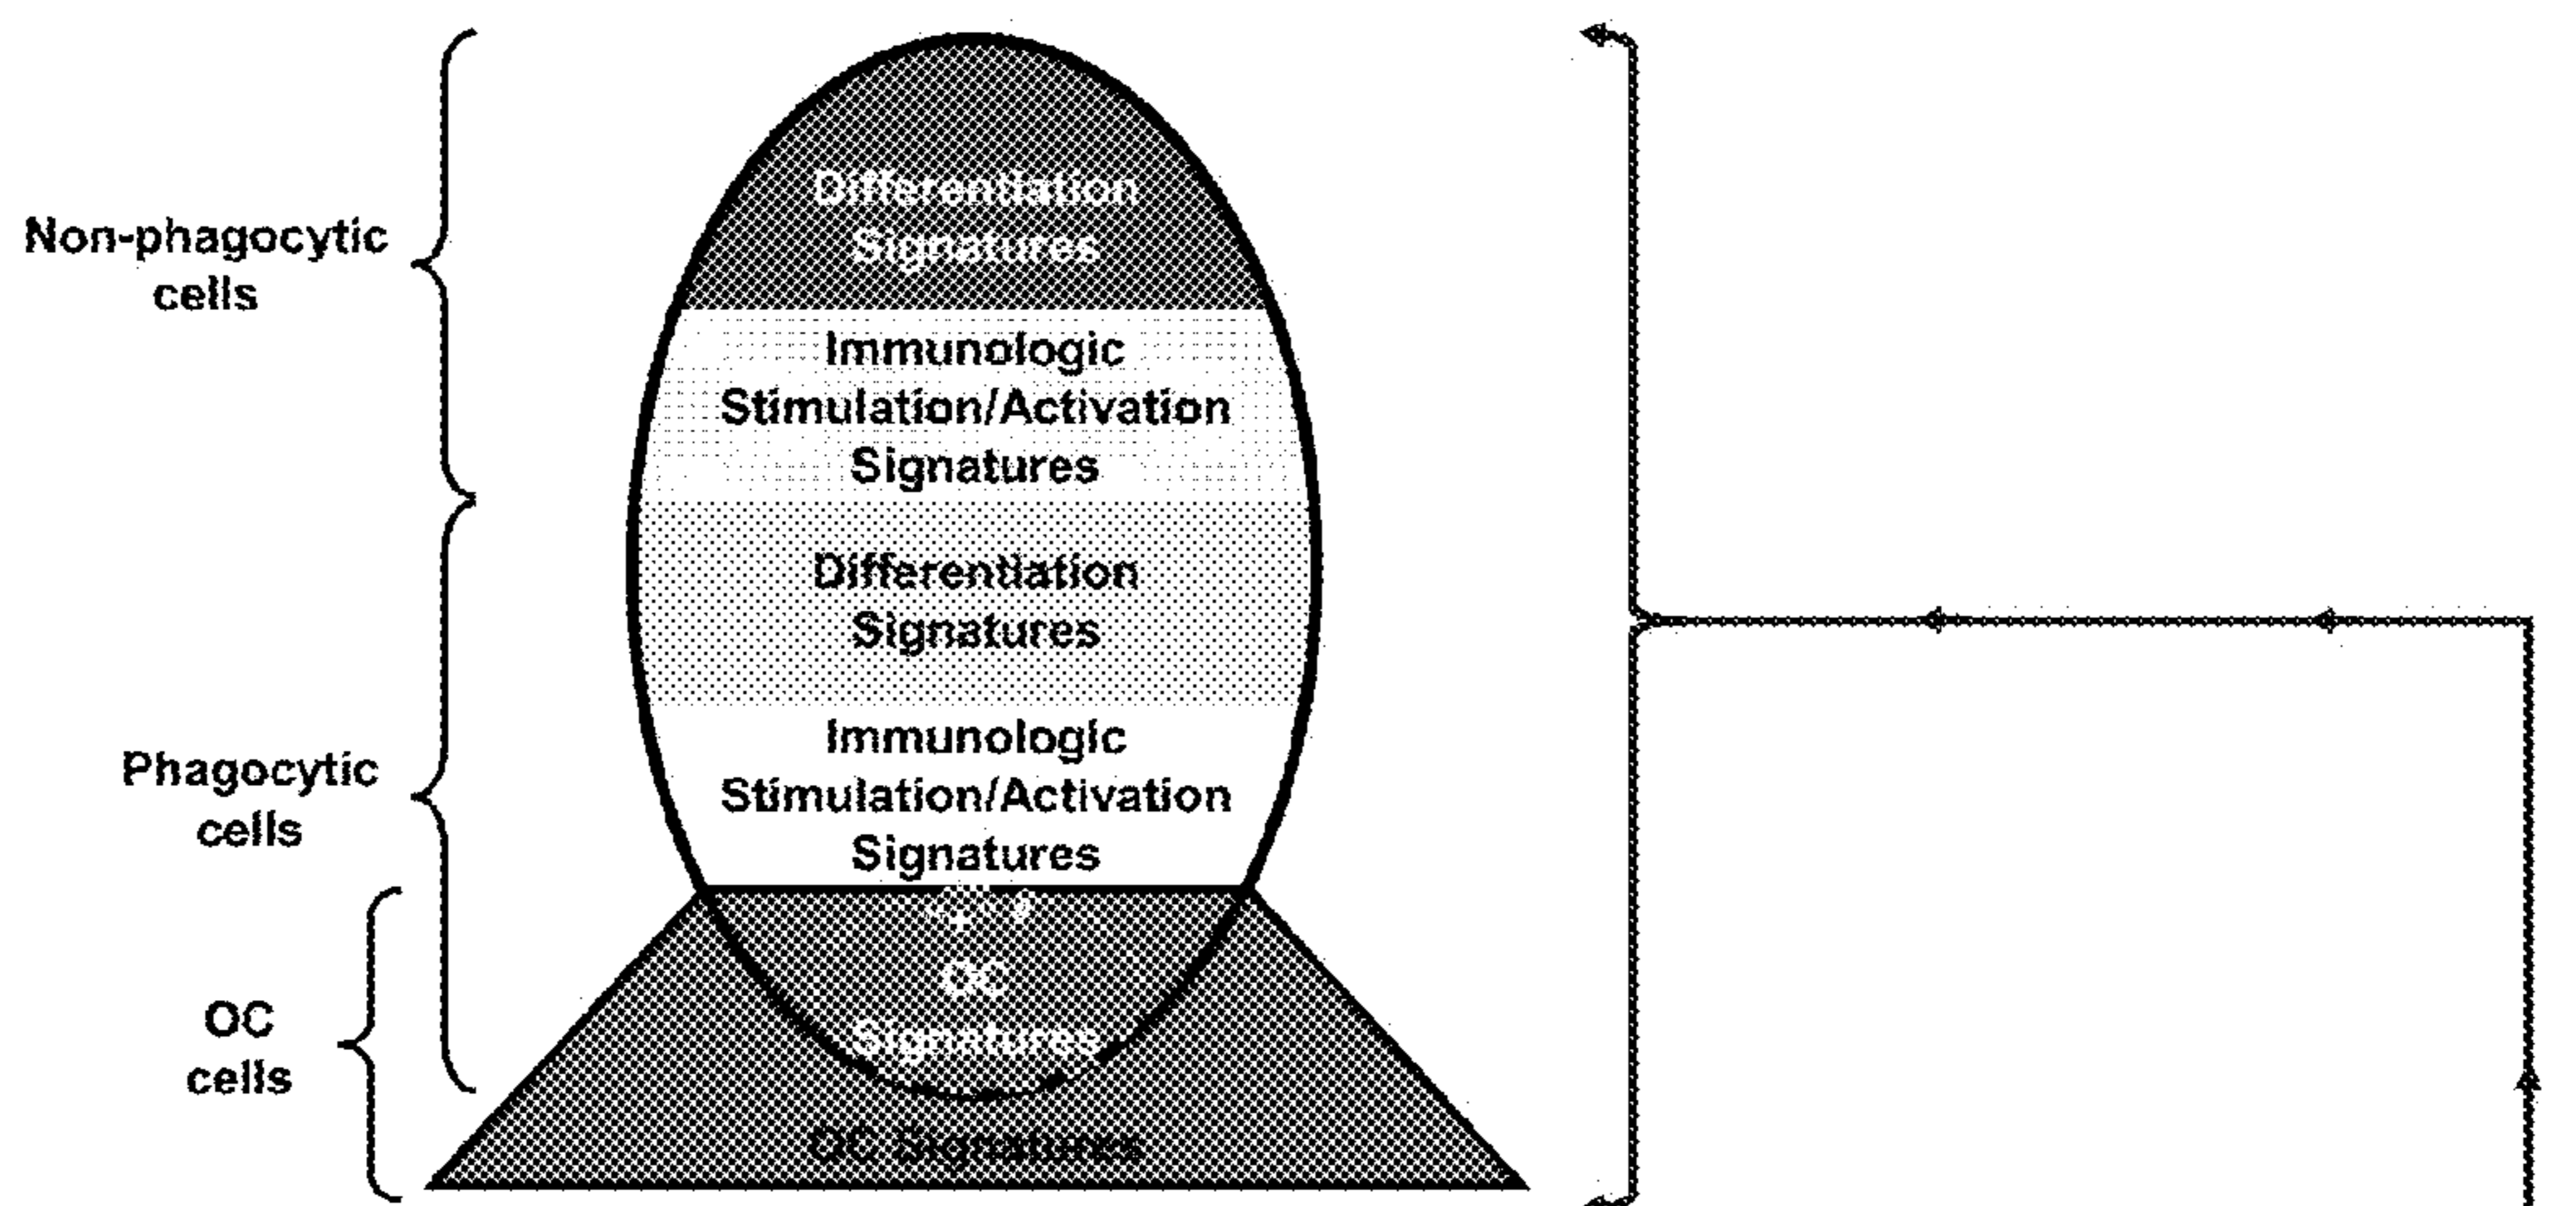 Non-phagocytic
cells
Phagocytic
cells
OC
cells
Differentiation
Signatures
Immunologic
Stimulation/Activation
Signatures
Differentiation
Signatures
Immunologic
Stimulation/Activation
Signatures
OC
Signatures
OC Signatures